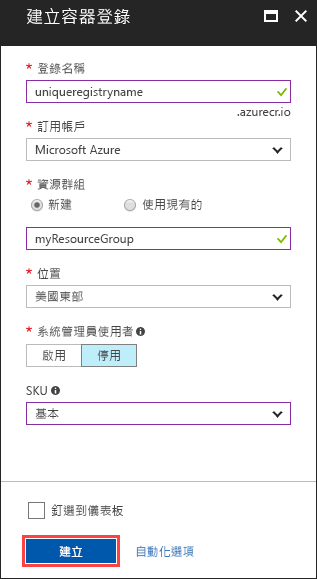 建立容器登錄
* 登錄名稱
uniqueregistryname
.azurecr.io
* 訂用帳戶
Microsoft Azure
* 資源群組
新建 使用現有的
myResourceGroup
* 位置
美國東部
* 系統管理員使用者
啟用 停用
SKU
基本
釘選到儀表板
建立 自動化選項